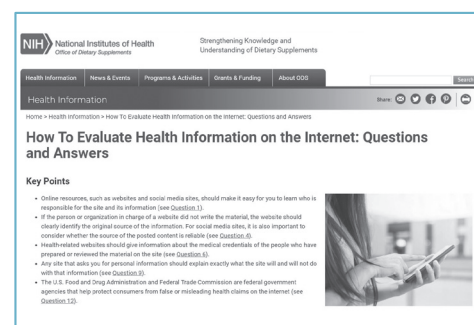 NIH National Institutes of Health
Office of Dietary Supplements
Strengthening Knowledge and
Understanding of Dietary Supplements
Health Information News & Events Programs & Activities Grants & Funding About ODS
Search
Health Information
Share:
Home > Health Information > How To Evaluate Health Information on the Internet: Questions and Answers
How To Evaluate Health Information on the Internet: Questions
and Answers
Key Points
• Online resources, such as websites and social media sites, should make it easy for you to learn who is
responsible for the site and its information (see Question 1).
• If the person or organization in charge of a website did not write the material, the website should
clearly identify the original source of the information. For social media sites, it is also important to
consider whether the source of the posted content is reliable (see Question 4).
• Health-related websites should give information about the medical credentials of the people who have
prepared or reviewed the material on the site (see Question 6).
• Any site that asks you for personal information should explain exactly what the site will and will not do
with that information (see Question 9).
• The U.S. Food and Drug Administration and Federal Trade Commission are federal government
agencies that help protect consumers from false or misleading health claims on the internet (see
Question 12).